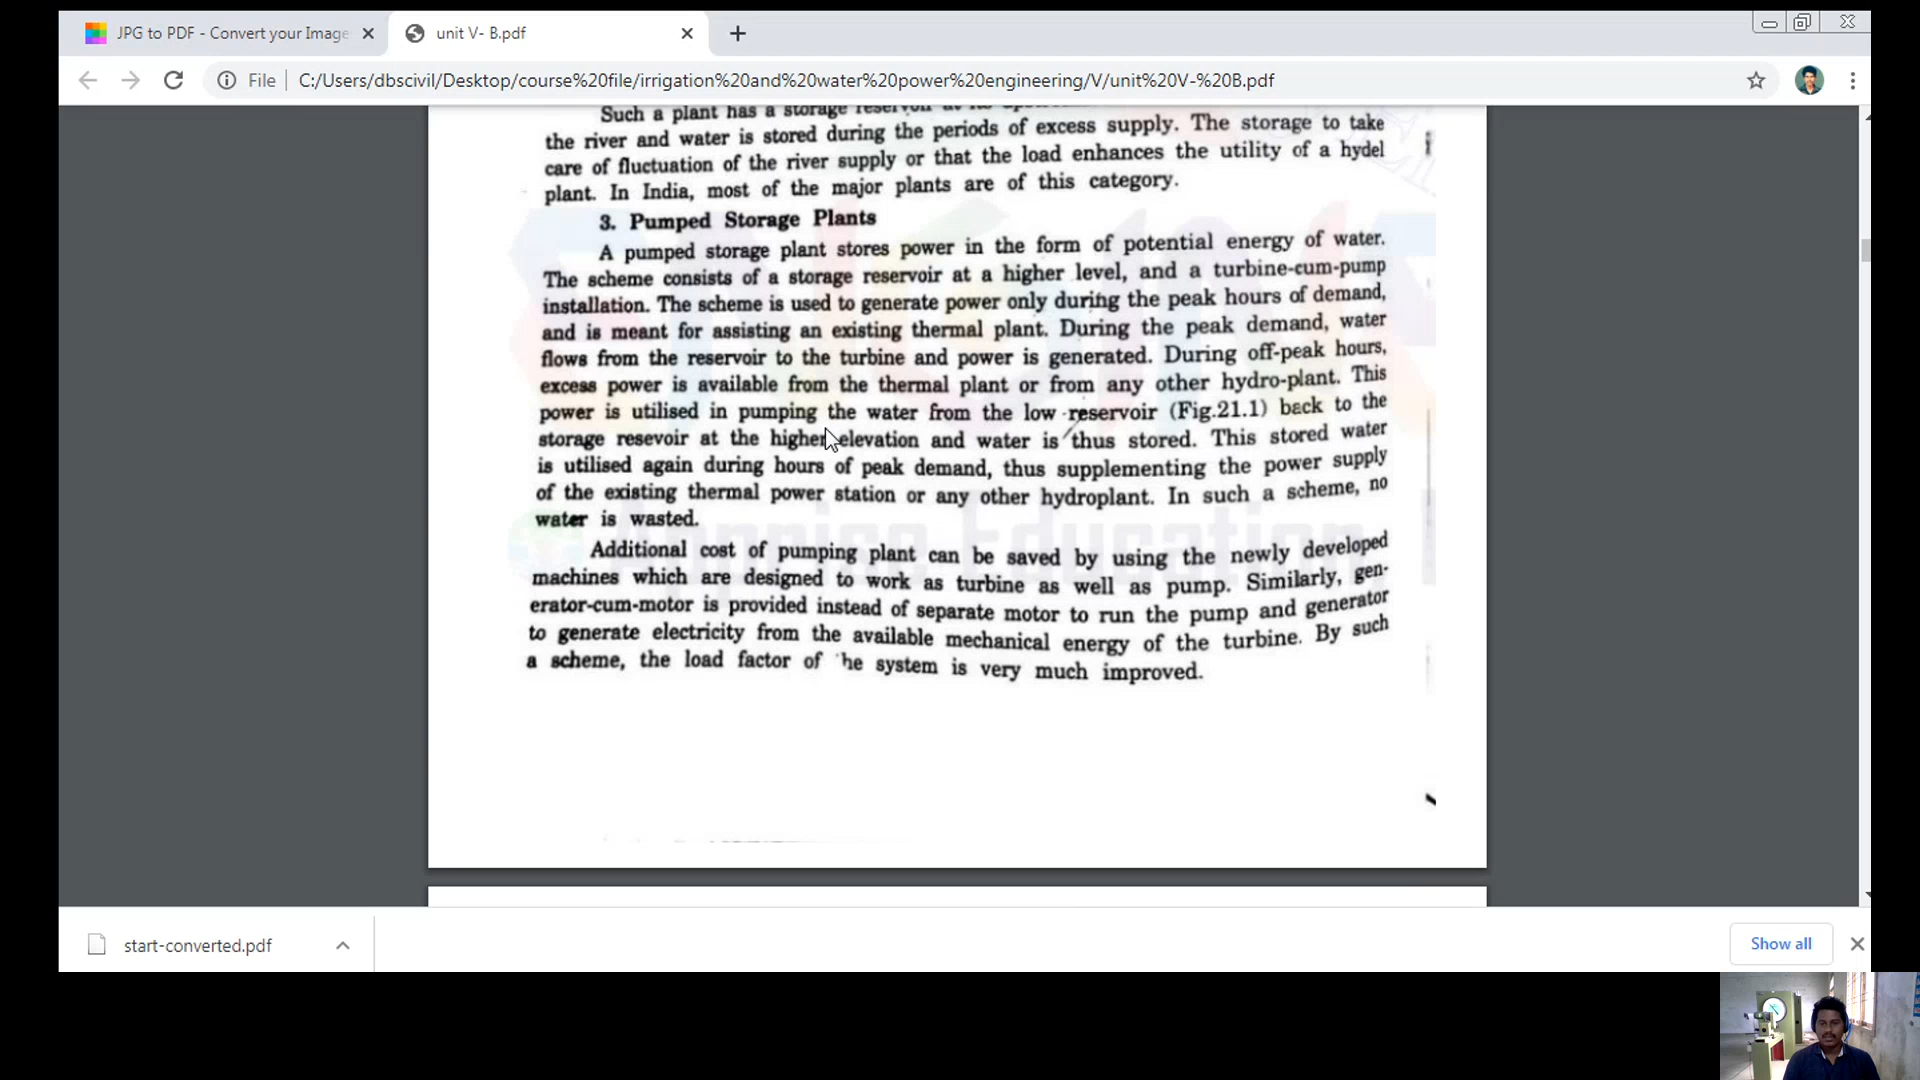 JPG to PDF - Convert your Image
unit V- B.pdf
File
C:/Users/dbscivil/Desktop/course%20file/irrigation%20and%20water%20power%20engineering/V/unit%20V-%20B.pdf
Such a plant has a storage reservoir at its
the river and water is stored during the periods of excess supply. The storage to take
care of fluctuation of the river supply or that the load enhances the utility of a hydel
plant. In India, most of the major plants are of this category.
3. Pumped Storage Plants
A pumped storage plant stores power in the form of potential energy of water.
The scheme consists of a storage reservoir at a higher level, and a turbine-cum-pump
installation. The scheme is used to generate power only during the peak hours of demand,
and is meant for assisting an existing thermal plant. During the peak demand, water
flows from the reservoir to the turbine and power is generated. During off-peak hours,
excess power is available from the thermal plant or from any other hydro-plant. This
power is utilised in pumping the water from the low reservoir (Fig.21.1) back to the
storage resevoir at the higher elevation and water is thus stored. This stored water
is utilised again during hours of peak demand, thus supplementing the power supply
of the existing thermal power station or any other hydroplant. In such a scheme, no
water is wasted.
Additional cost of pumping plant can be saved by using the newly developed
machines which are designed to work as turbine as well as pump. Similarly, gen-
erator-cum-motor is provided instead of separate motor to run the pump and generator
to generate electricity from the available mechanical energy of the turbine. By such
a scheme, the load factor of he system is very much improved.
Apprise Education
start-converted.pdf
Show all